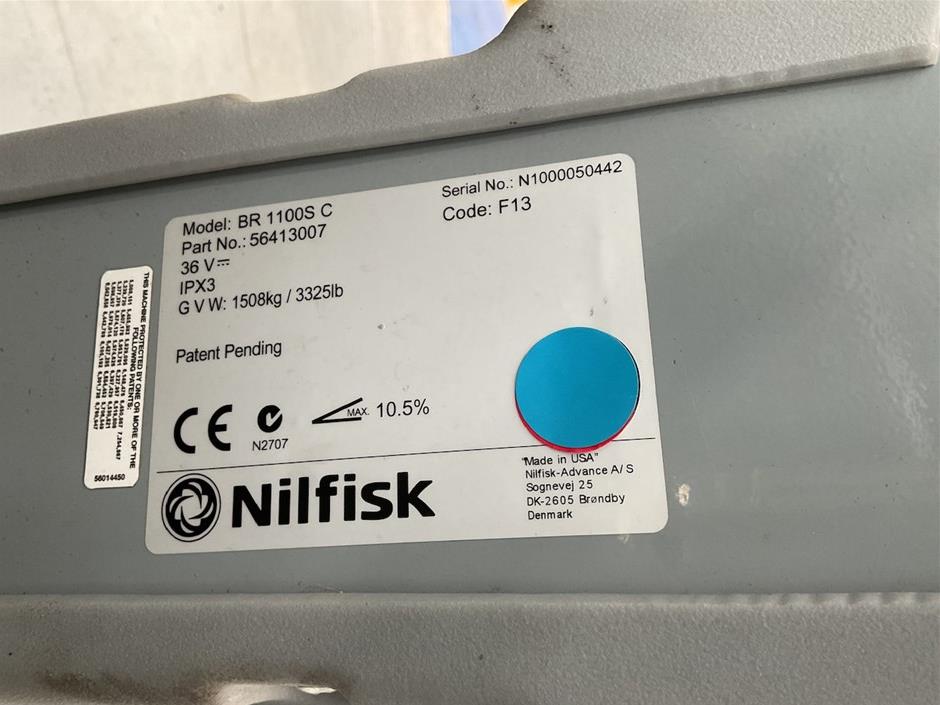 Model: BR 1100S C
Part No.: 56413007
36 V
IPX3
G V W: 1508kg / 3325lb
Serial No.: N1000050442
Code: F13
Patent Pending
CE
N2707
MAX. 10.5%
Nilfisk
"Made in USA"
Nilfisk-Advance A/S
Sognevej 25
DK-2605 Brøndby
Denmark
THIS MACHINE PROTECTED BY ONE OR MORE OF THE
FOLLOWING PATENTS:
56014450